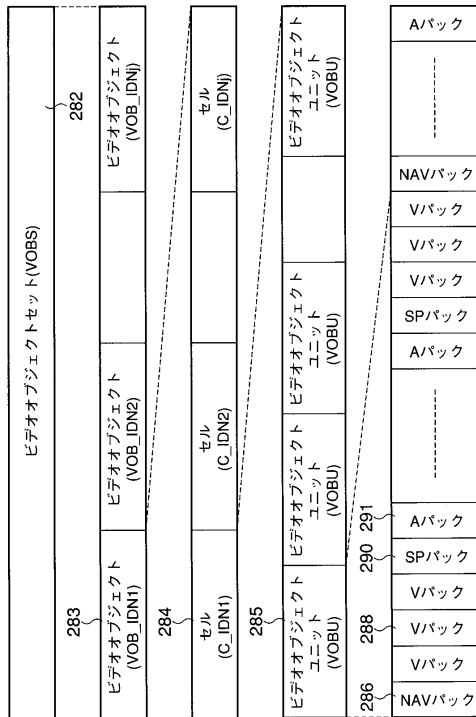 ビデオオブジェクトセット(VOBS)
282
283
ビデオオブジェクト
(VOB_IDN1)
ビデオオブジェクト
(VOB_IDN2)
ビデオオブジェクト
(VOB_IDNj)
284
セル
(C_IDN1)
セル
(C_IDN2)
セル
(C_IDNj)
285
ビデオオブジェクト
ユニット
(VOBU)
ビデオオブジェクト
ユニット
(VOBU)
ビデオオブジェクト
ユニット
(VOBU)
ビデオオブジェクト
ユニット
(VOBU)
286
288
290
291
NAVパック
Vパック
Vパック
Vパック
SPパック
Aパック
Aパック
SPパック
Vパック
Vパック
Vパック
NAVパック
Aパック